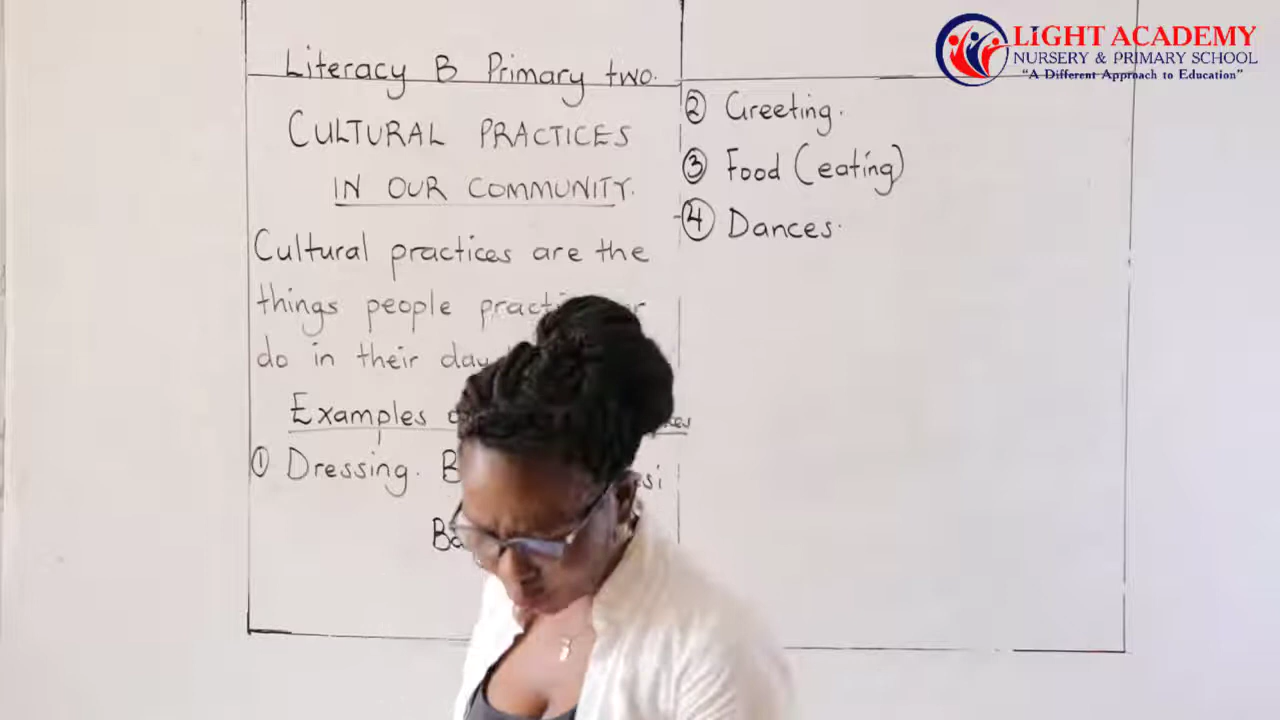 Literacy B Primary two.
CULTURAL PRACTICES
IN OUR COMMUNITY.
Cultural practices are the
things people
do in their
Examples
① Dressing.
② Greeting.
③ Food (eating)
④ Dances.
LIGHT ACADEMY
NURSERY & PRIMARY SCHOOL
"A Different Approach to Education"